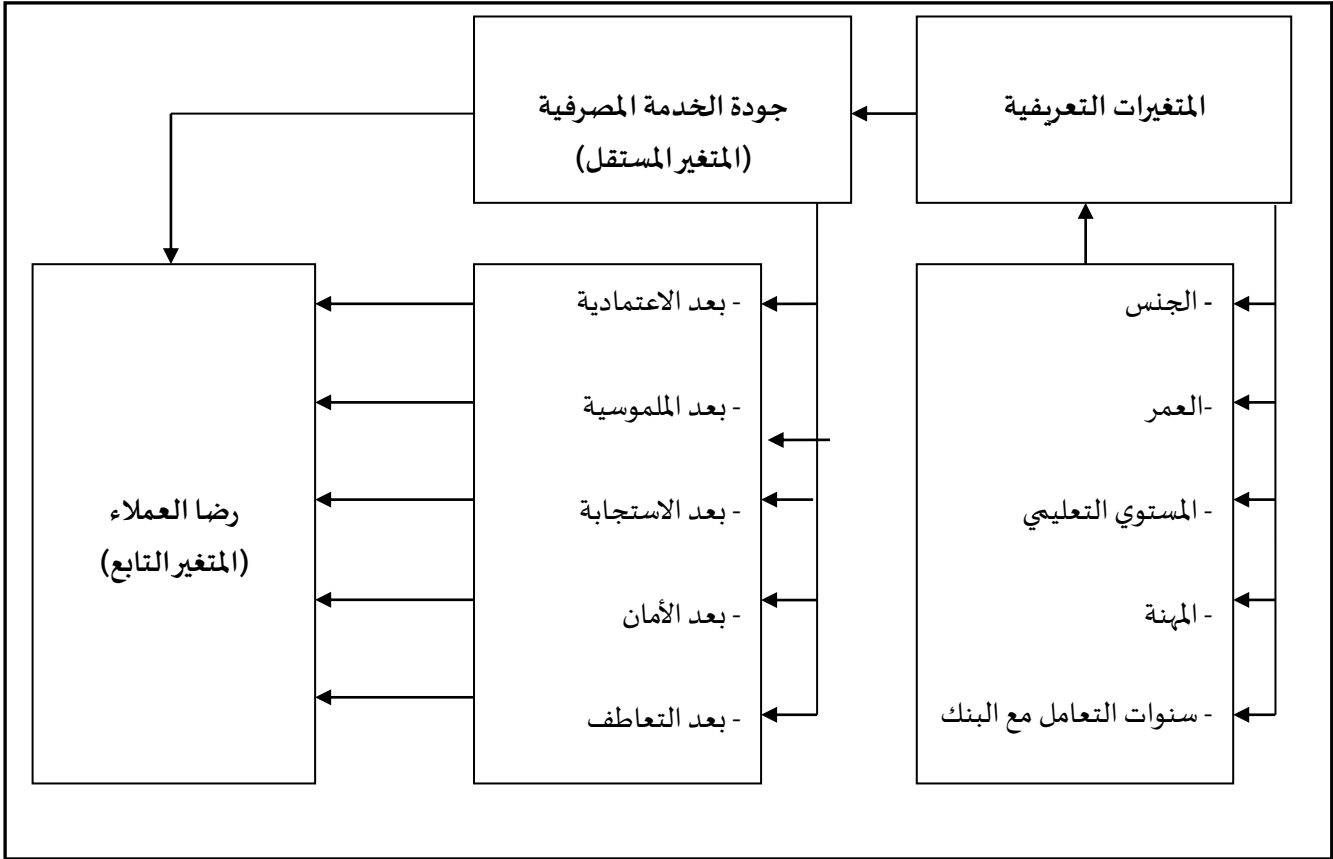 المتغيرات التعريفية
جودة الخدمة المصرفية
(المتغير المستقل)
- الجنس
-العمر
- المستوي التعليمي
- المهنة
- سنوات التعامل مع البنك
- بعد الاعتمادية
- بعد الملموسية
- بعد الاستجابة
- بعد الأمان
- بعد التعاطف
رضا العملاء
(المتغير التابع)